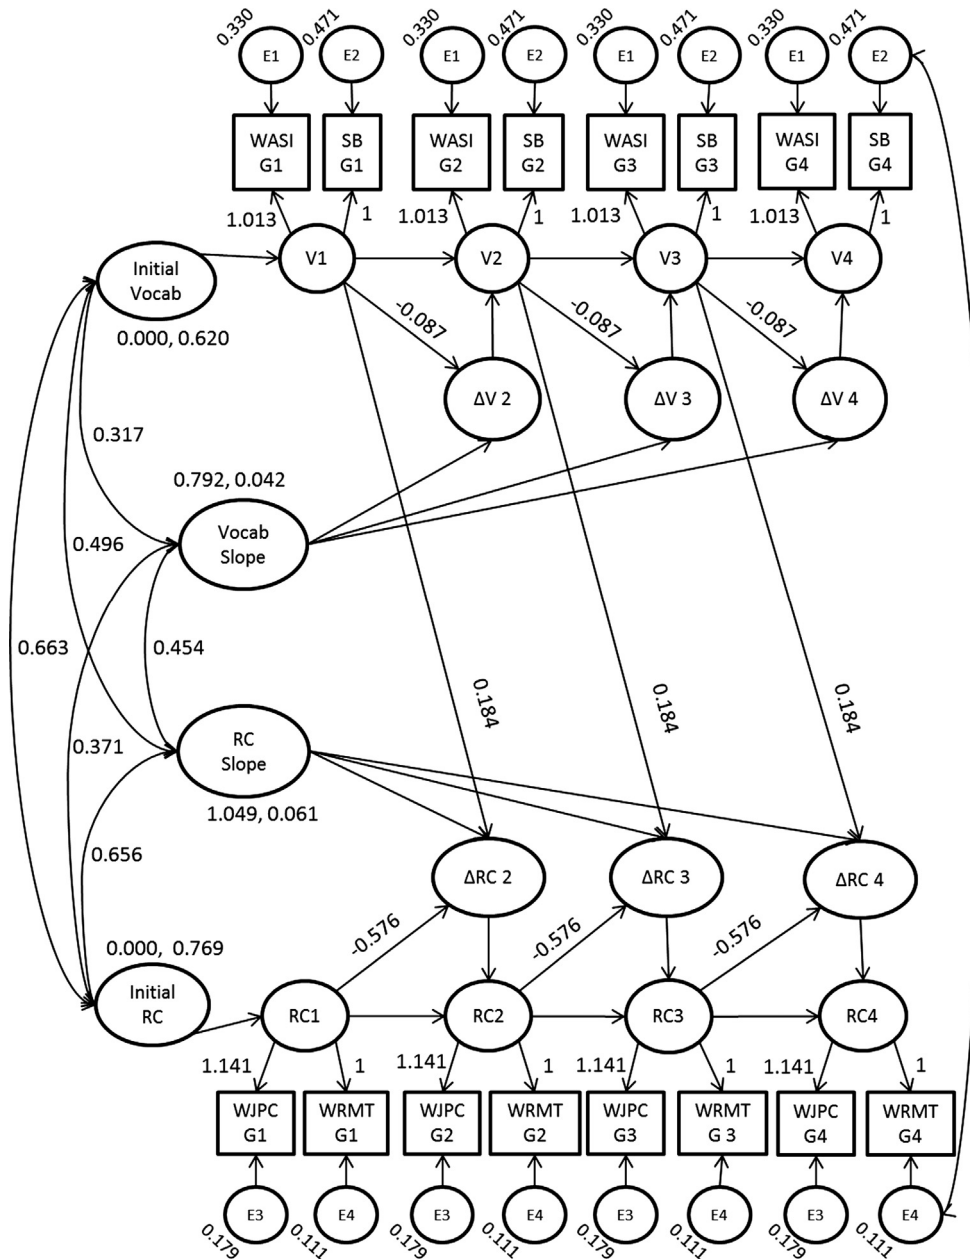 0.330 0.471 0.330 0.471 0.330 0.471 0.330 0.471
E1 E2 E1 E2 E1 E2 E1 E2
WASI G1
SB G1
WASI G2
SB G2
WASI G3
SB G3
WASI G4
SB G4
1.013 1 1.013 1 1.013 1 1.013 1
V1 V2 V3 V4
Initial
Vocab
0.000, 0.620
-0.087 -0.087 -0.087
ΔV 2 ΔV 3 ΔV 4
0.317
0.792, 0.042
Vocab
Slope
0.496
0.663 0.454
0.184 0.184 0.184
0.371
RC
Slope
1.049, 0.061
0.656
ΔRC 2 ΔRC 3 ΔRC 4
-0.576 -0.576 -0.576
0.000, 0.769
Initial
RC
RC1 RC2 RC3 RC4
1.141 1 1.141 1 1.141 1 1.141 1
WJPC G1
WRMT G1
WJPC G2
WRMT G2
WJPC G3
WRMT G 3
WJPC G4
WRMT G4
E3 E4 E3 E4 E3 E4 E3 E4
0.179 0.111 0.179 0.111 0.179 0.111 0.179 0.111